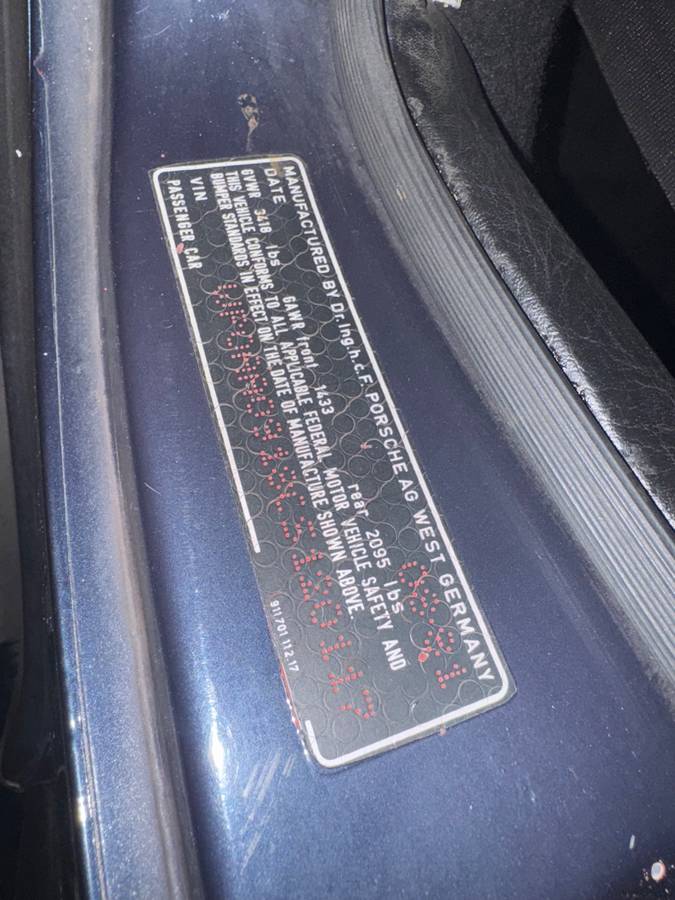 MANUFACTURED BY Dr.Ing.h.c.F. PORSCHE AG WEST GERMANY
DATE
GVWR 3418 lbs GAWR front 1433 rear 2095 lbs
THIS VEHICLE CONFORMS TO ALL APPLICABLE FEDERAL MOTOR VEHICLE SAFETY AND
BUMPER STANDARDS IN EFFECT ON THE DATE OF MANUFACTURE SHOWN ABOVE.
VIN
PASSENGER CAR
911 701 112.17